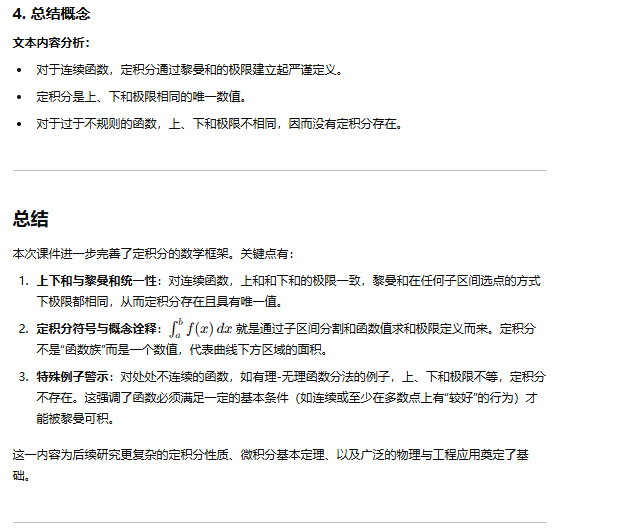 4. 总结概念
文本内容分析：
• 对于连续函数，定积分通过黎曼和的极限建立起严谨定义。
• 定积分是上、下和极限相同的唯一数值。
• 对于过于不规则的函数，上、下和极限不相同，因而没有定积分存在。
总结
本次课件进一步完善了定积分的数学框架。关键点有：
1. 上下和与黎曼和统一性：对连续函数，上和和下和的极限一致，黎曼和在任何子区间选点的方式
下极限都相同，从而定积分存在且具有唯一值。
2. 定积分符号与概念诠释：∫_a^b f(x) dx 就是通过子区间分割和函数值求和极限定义而来。定积分
不是“函数族”而是一个数值，代表曲线下方区域的面积。
3. 特殊例子警示：对处处不连续的函数，如有理-无理函数分法的例子，上、下和极限不等，定积分
不存在。这强调了函数必须满足一定的基本条件（如连续或至少在多数点上有“较好”的行为）才
能被黎曼可积。
这一内容为后续研究更复杂的定积分性质、微积分基本定理、以及广泛的物理与工程应用奠定了基
础。